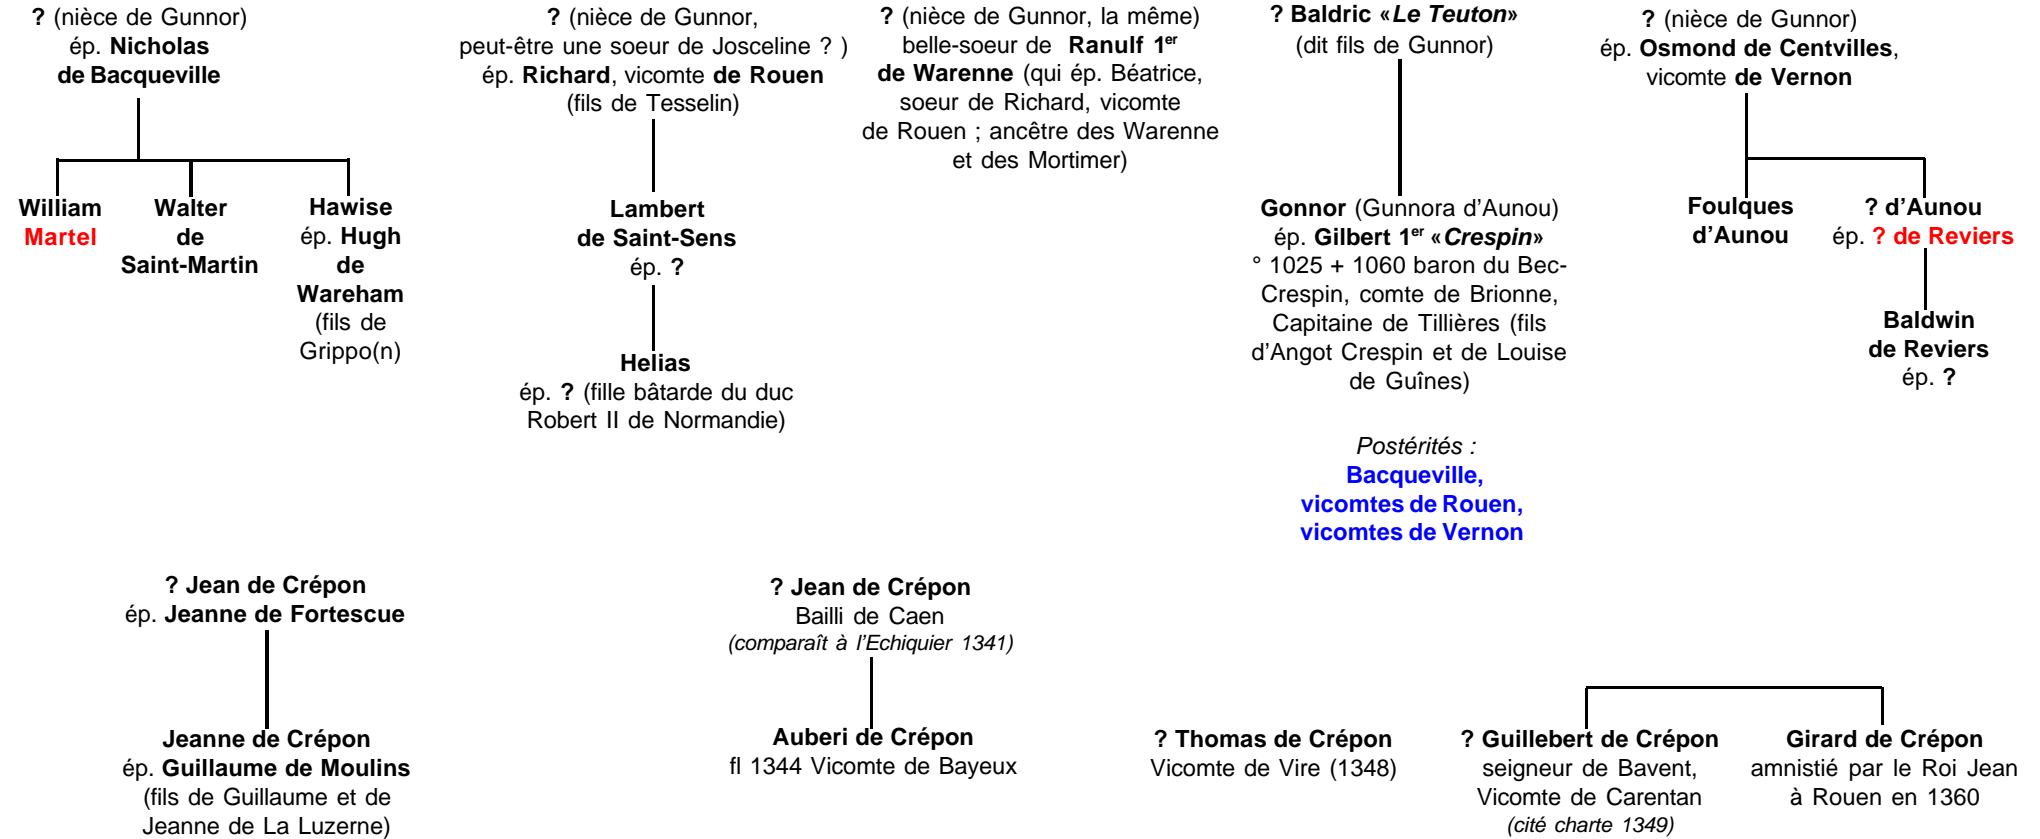 ? (nièce de Gunnor)
ép. Nicholas
de Bacqueville
William
Martel
Walter
de
Saint-Martin
Hawise
ép. Hugh
de
Wareham
(fils de
Grippo(n)
? (nièce de Gunnor,
peut-être une soeur de Josceline ? )
ép. Richard, vicomte de Rouen
(fils de Tesselin)
Lambert
de Saint-Sens
ép. ?
Helias
ép. ? (fille bâtarde du duc
Robert II de Normandie)
? (nièce de Gunnor, la même)
belle-soeur de Ranulf 1er
de Warenne (qui ép. Béatrice,
soeur de Richard, vicomte
de Rouen ; ancêtre des Warenne
et des Mortimer)
? Baldric «Le Teuton»
(dit fils de Gunnor)
Gonnor (Gunnora d'Aunou)
ép. Gilbert 1er «Crespin»
° 1025 + 1060 baron du Bec-
Crespin, comte de Brionne,
Capitaine de Tillières (fils
d'Angot Crespin et de Louise
de Guînes)
Postérités :
Bacqueville,
vicomtes de Rouen,
vicomtes de Vernon
? (nièce de Gunnor)
ép. Osmond de Centvilles,
vicomte de Vernon
Foulques
d'Aunou
? d'Aunou
ép. ? de Reviers
Baldwin
de Reviers
ép. ?
? Jean de Crépon
ép. Jeanne de Fortescue
Jeanne de Crépon
ép. Guillaume de Moulins
(fils de Guillaume et de
Jeanne de La Luzerne)
? Jean de Crépon
Bailli de Caen
(comparaît à l'Echiquier 1341)
Auberi de Crépon
fl 1344 Vicomte de Bayeux
? Thomas de Crépon
Vicomte de Vire (1348)
? Guillebert de Crépon
seigneur de Bavent,
Vicomte de Carentan
(cité charte 1349)
Girard de Crépon
amnistié par le Roi Jean
à Rouen en 1360